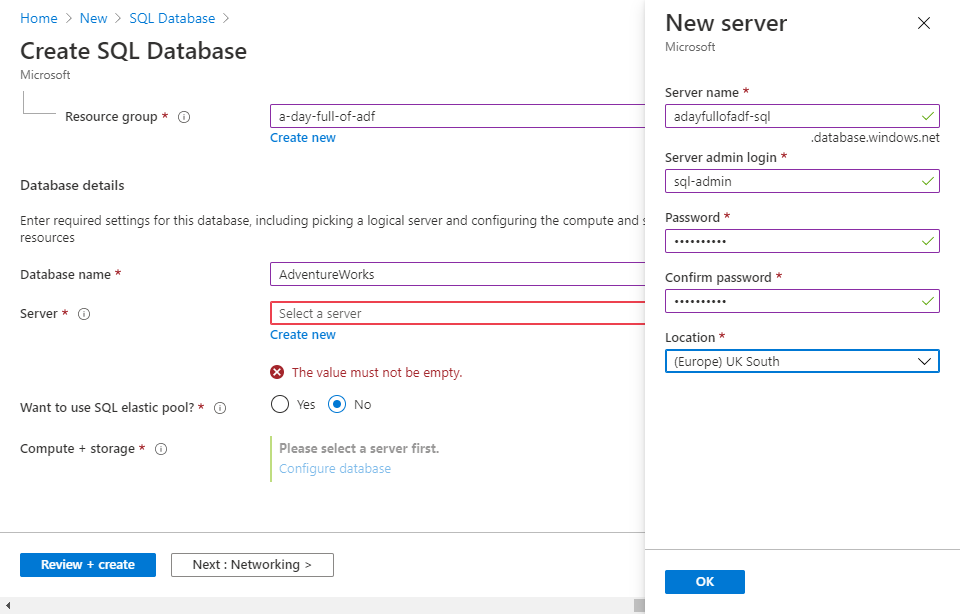 Home > New > SQL Database >
Create SQL Database
Microsoft
Resource group *
a-day-full-of-adf
Create new
Database details
Enter required settings for this database, including picking a logical server and configuring the compute and s
resources
Database name *
AdventureWorks
Server *
Select a server
Create new
The value must not be empty.
Want to use SQL elastic pool? *
Yes No
Compute + storage *
Please select a server first.
Configure database
Review + create
Next : Networking >
New server
Microsoft
Server name *
adayfullofadf-sql
.database.windows.net
Server admin login *
sql-admin
Password *
••••••••••
Confirm password *
••••••••••
Location *
(Europe) UK South
OK